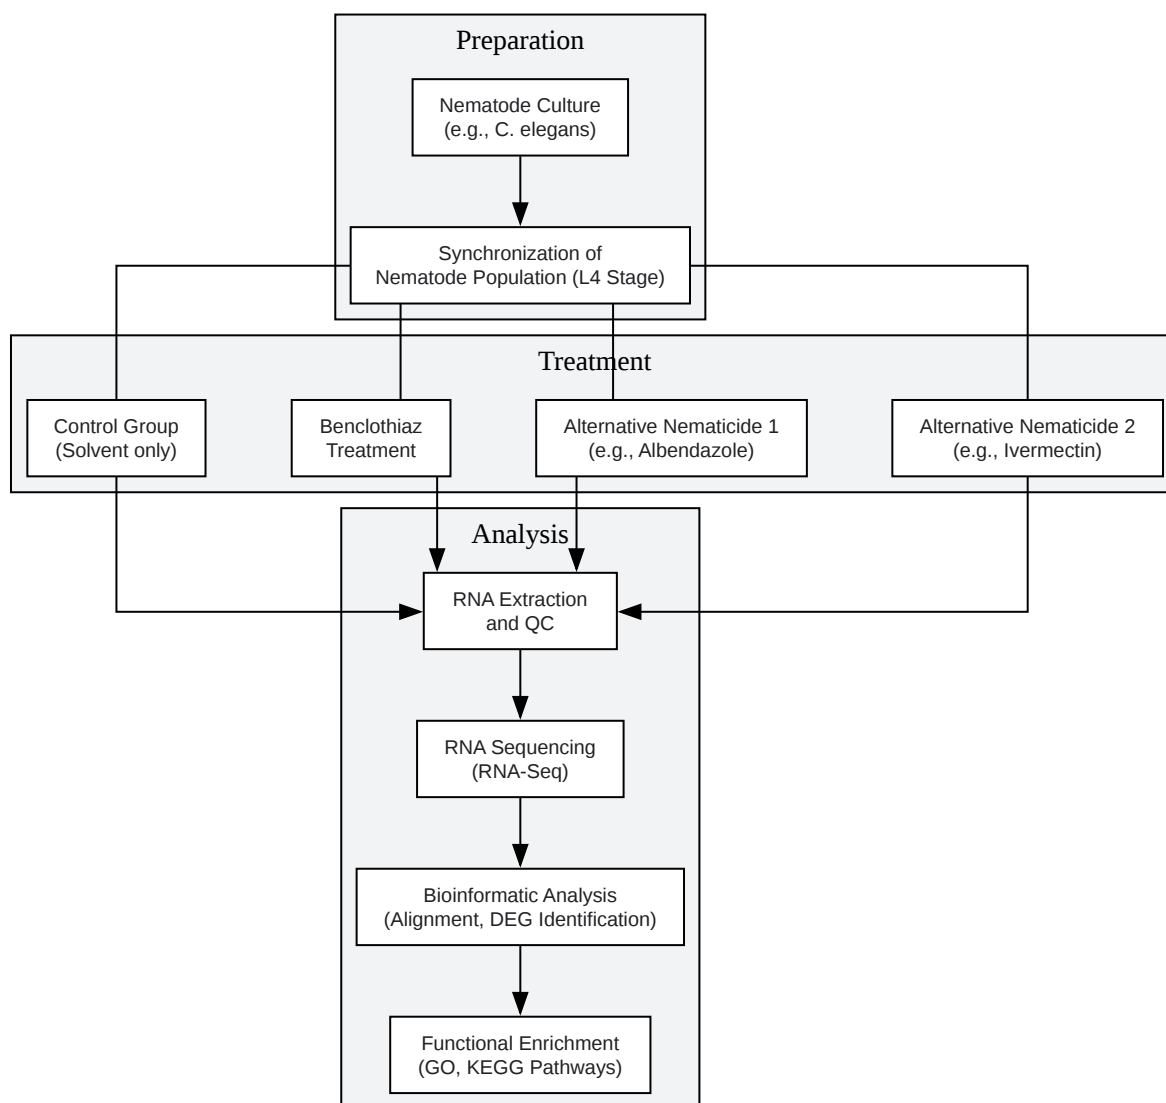 Preparation
Nematode Culture
(e.g., C. elegans)
Synchronization of
Nematode Population (L4 Stage)
Treatment
Control Group
(Solvent only)
Benclothiaz
Treatment
Alternative Nematicide 1
(e.g., Albendazole)
Alternative Nematicide 2
(e.g., Ivermectin)
Analysis
RNA Extraction
and QC
RNA Sequencing
(RNA-Seq)
Bioinformatic Analysis
(Alignment, DEG Identification)
Functional Enrichment
(GO, KEGG Pathways)